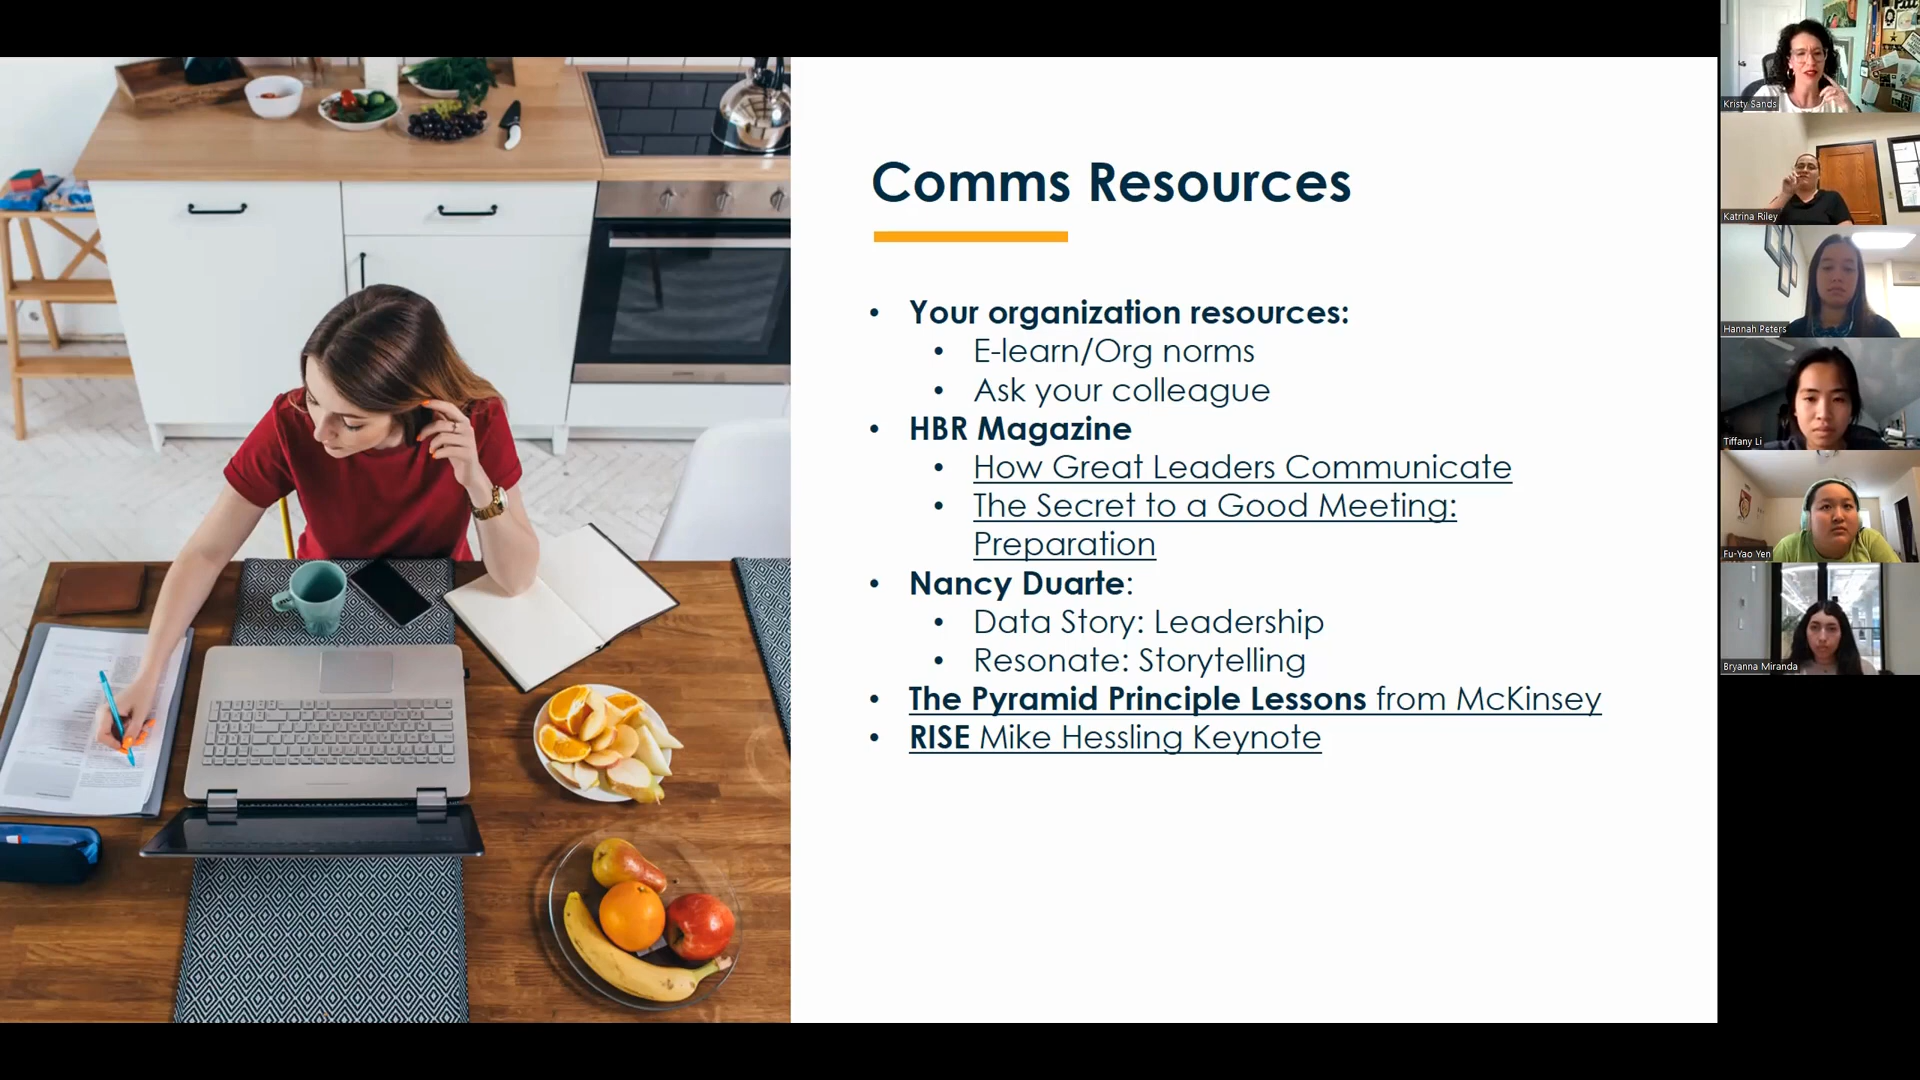 Comms Resources
• Your organization resources:
• E-learn/Org norms
• Ask your colleague
• HBR Magazine
• How Great Leaders Communicate
• The Secret to a Good Meeting:
Preparation
• Nancy Duarte:
• Data Story: Leadership
• Resonate: Storytelling
• The Pyramid Principle Lessons from McKinsey
• RISE Mike Hessling Keynote
Kristy Sands
Katrina Riley
Hannah Peters
Tiffany Li
Fu-Yao Yen
Bryanna Miranda